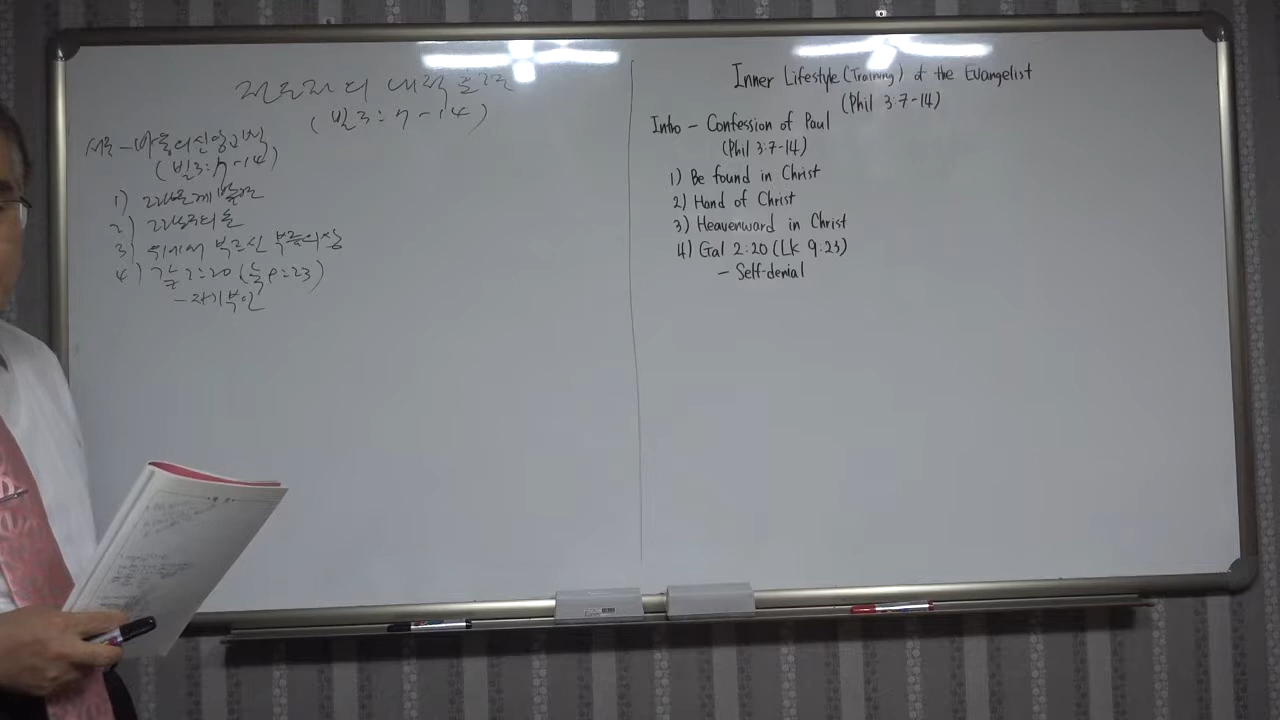 전도자의 내적 훈련
(빌3:7-14)
서론-바울의 신앙고백
(빌3:7-14)
1) 그리스도께 발견
2) 그리스도의 손
3) 위에서 부르신 부름의 상
4) 갈 2:20 (눅 9:23)
-자기부인
Inner Lifestyle (Training) of the Evangelist
(Phil 3:7-14)
Intro - Confession of Paul
(Phil 3:7-14)
1) Be found in Christ
2) Hand of Christ
3) Heavenward in Christ
4) Gal 2:20 (Lk 9:23)
- Self-denial